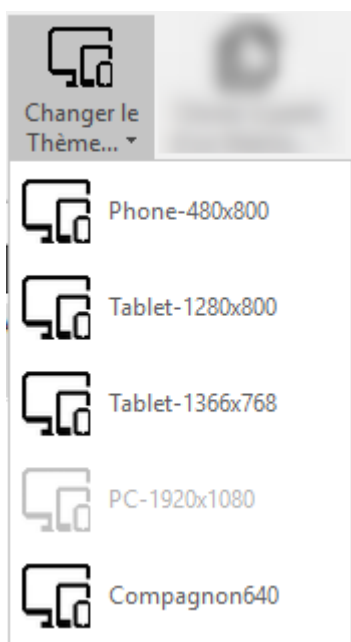 Changer le
Thème...
Phone-480x800
Tablet-1280x800
Tablet-1366x768
PC-1920x1080
Compagnon640